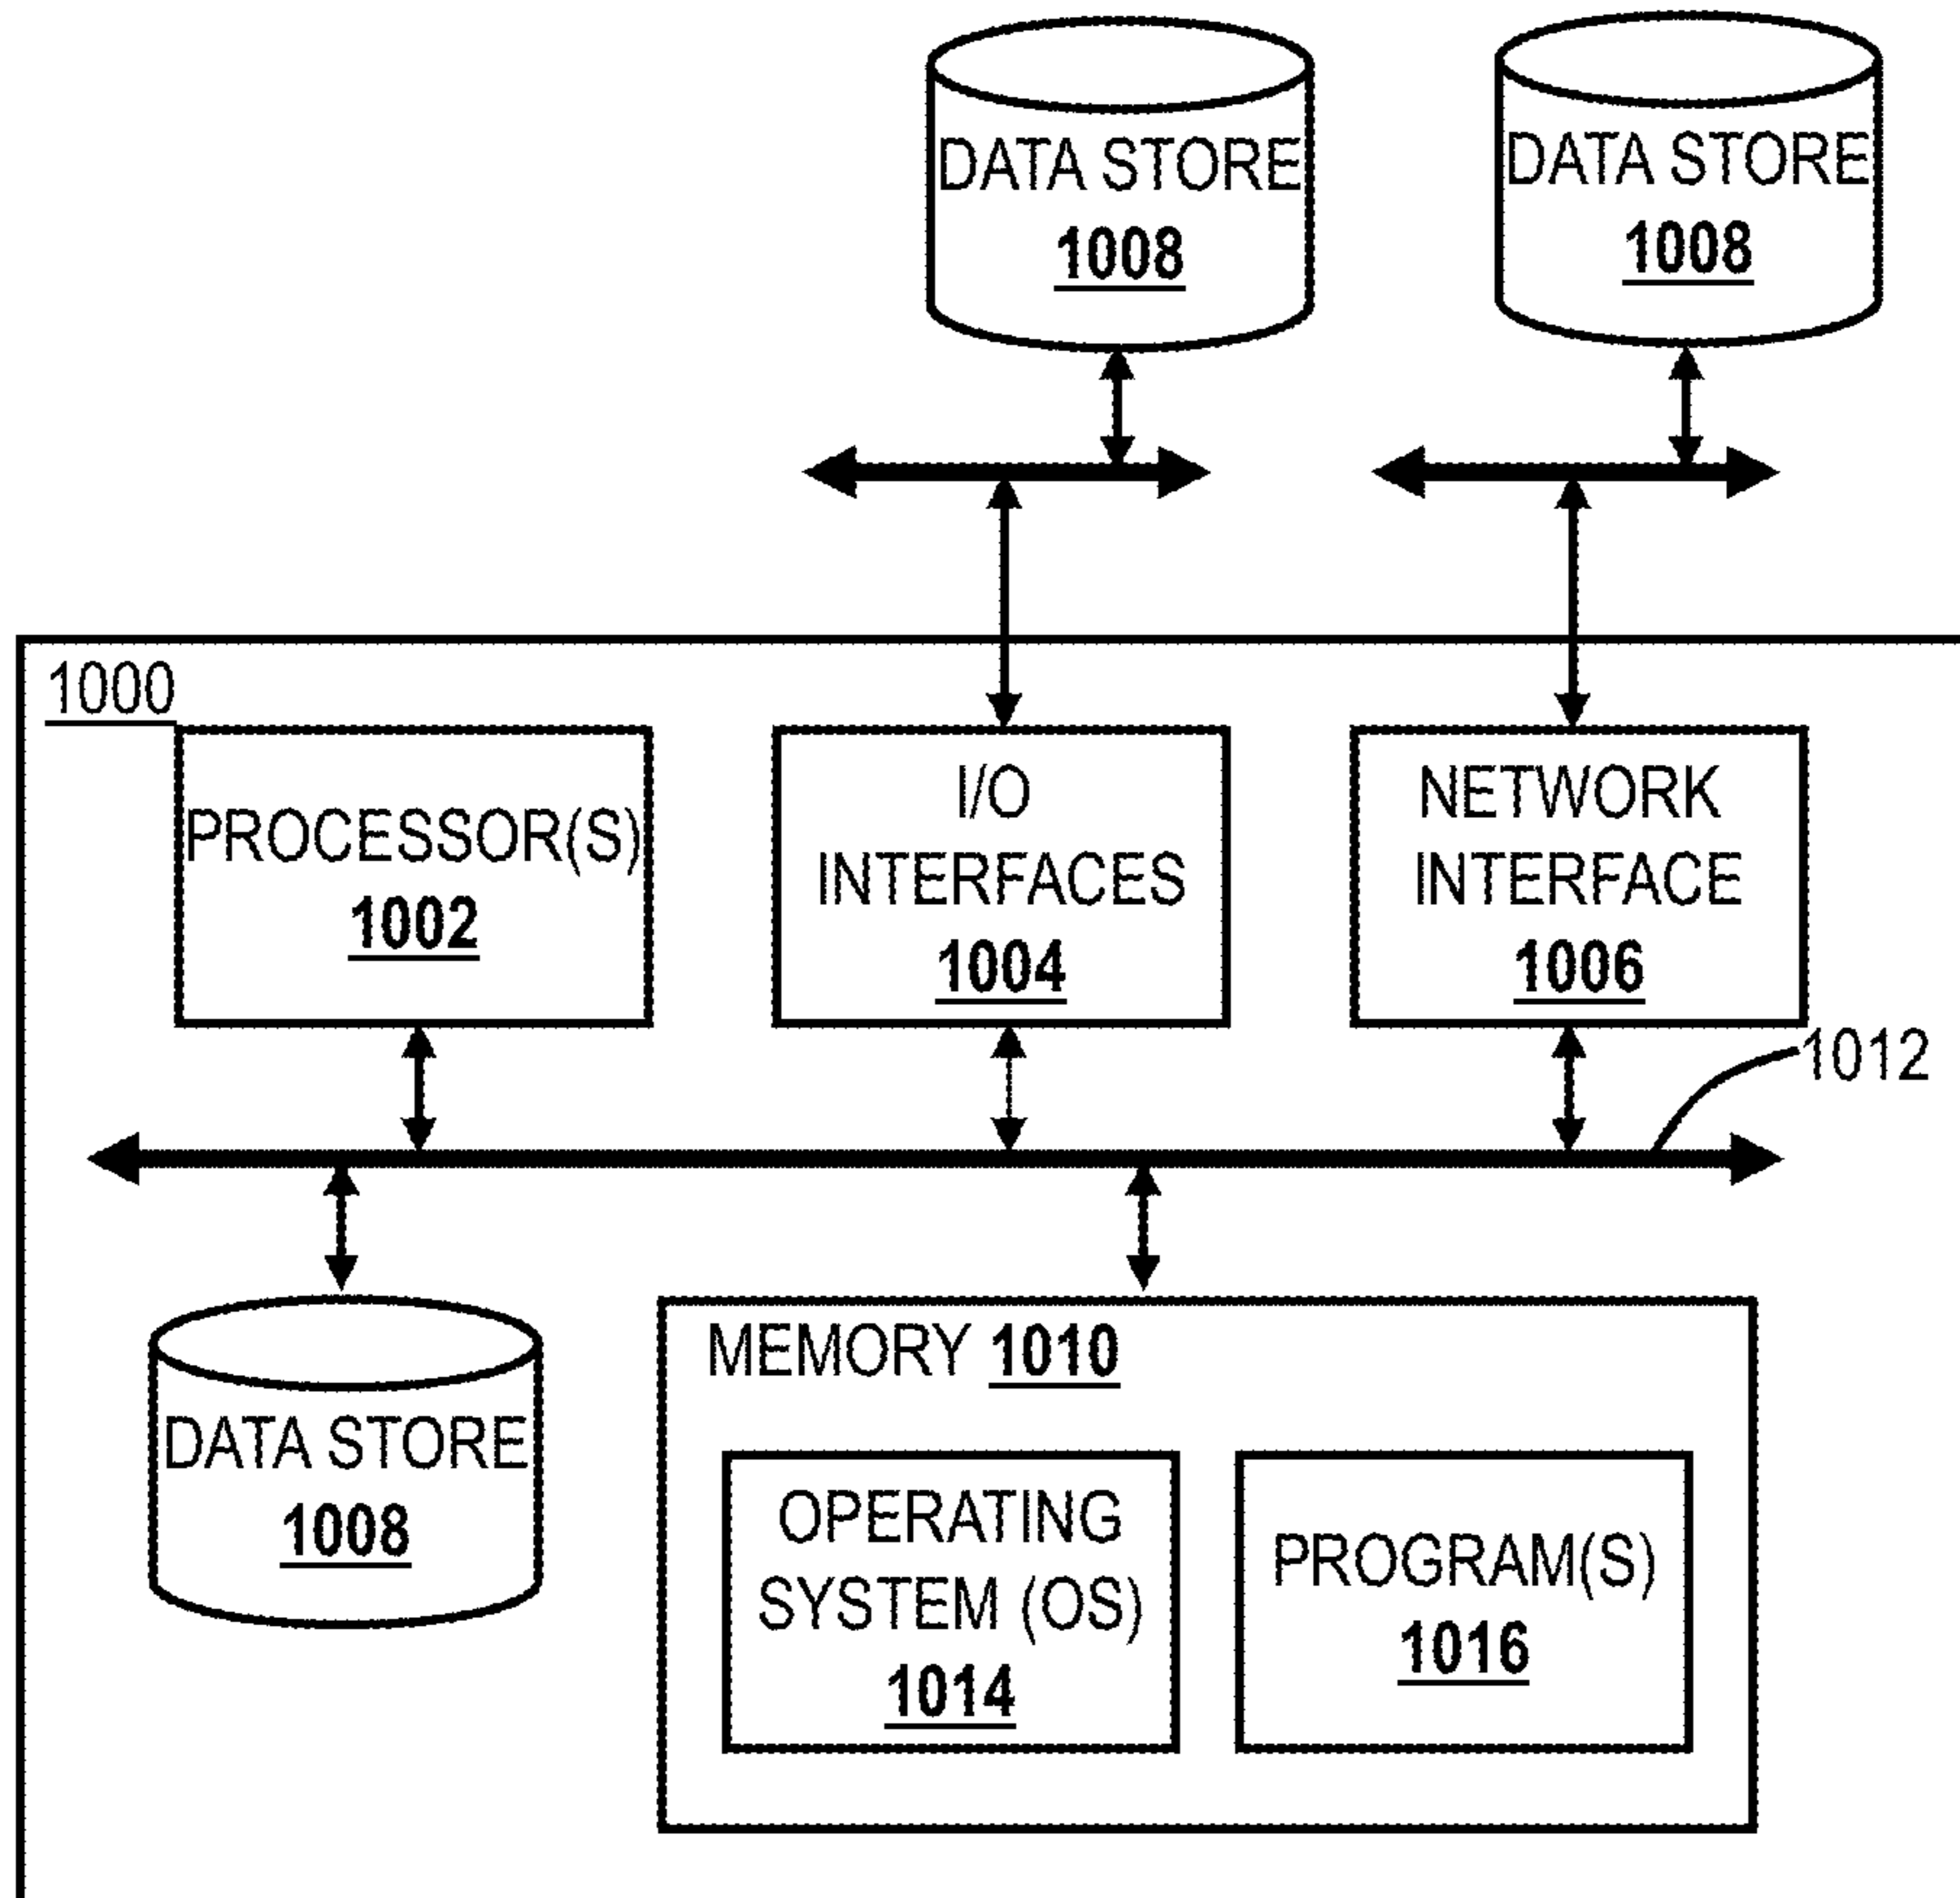 DATA STORE
1008
DATA STORE
1008
1000
PROCESSOR(S)
1002
I/O
INTERFACES
1004
NETWORK
INTERFACE
1006
1012
DATA STORE
1008
MEMORY 1010
OPERATING
SYSTEM (OS)
1014
PROGRAM(S)
1016